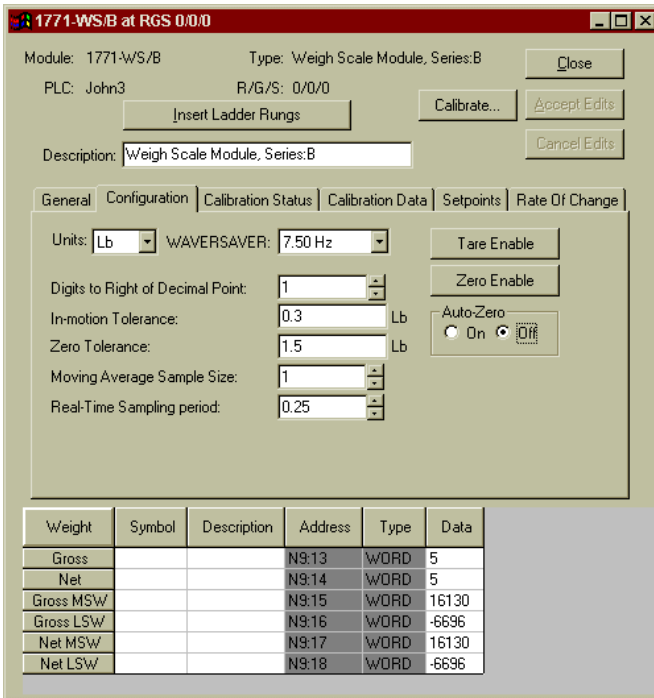 1771-WS/B at RGS 0/0/0
Module: 1771-WS/B Type: Weigh Scale Module, Series:B Close
PLC: John3 R/G/S: 0/0/0
Insert Ladder Rungs Calibrate... Accept Edits
Description: Weigh Scale Module, Series:B Cancel Edits
General Configuration Calibration Status Calibration Data Setpoints Rate Of Change
Units: Lb WAVERSAVER: 7.50 Hz Tare Enable
Digits to Right of Decimal Point: 1 Zero Enable
In-motion Tolerance: 0.3 Lb Auto-Zero
Zero Tolerance: 1.5 Lb On Off
Moving Average Sample Size: 1
Real-Time Sampling period: 0.25
Weight Symbol Description Address Type Data
Gross N9:13 WORD 5
Net N9:14 WORD 5
Gross MSW N9:15 WORD 16130
Gross LSW N9:16 WORD -6696
Net MSW N9:17 WORD 16130
Net LSW N9:18 WORD -6696